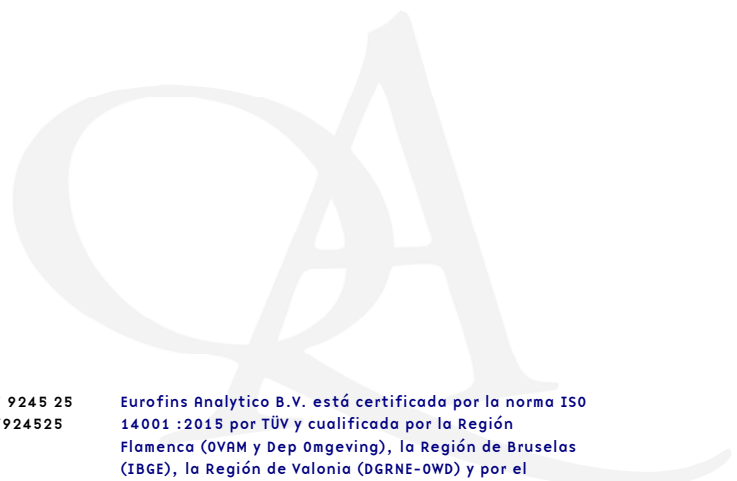 9245 25 Eurofins Analytico B.V. está certificada por la norma ISO
924525 14001 :2015 por TÜV y cualificada por la Región
Flamenca (OVAM y Dep Omgeving), la Región de Bruselas
(IBGE), la Región de Valonia (DGRNE-OWD) y por el